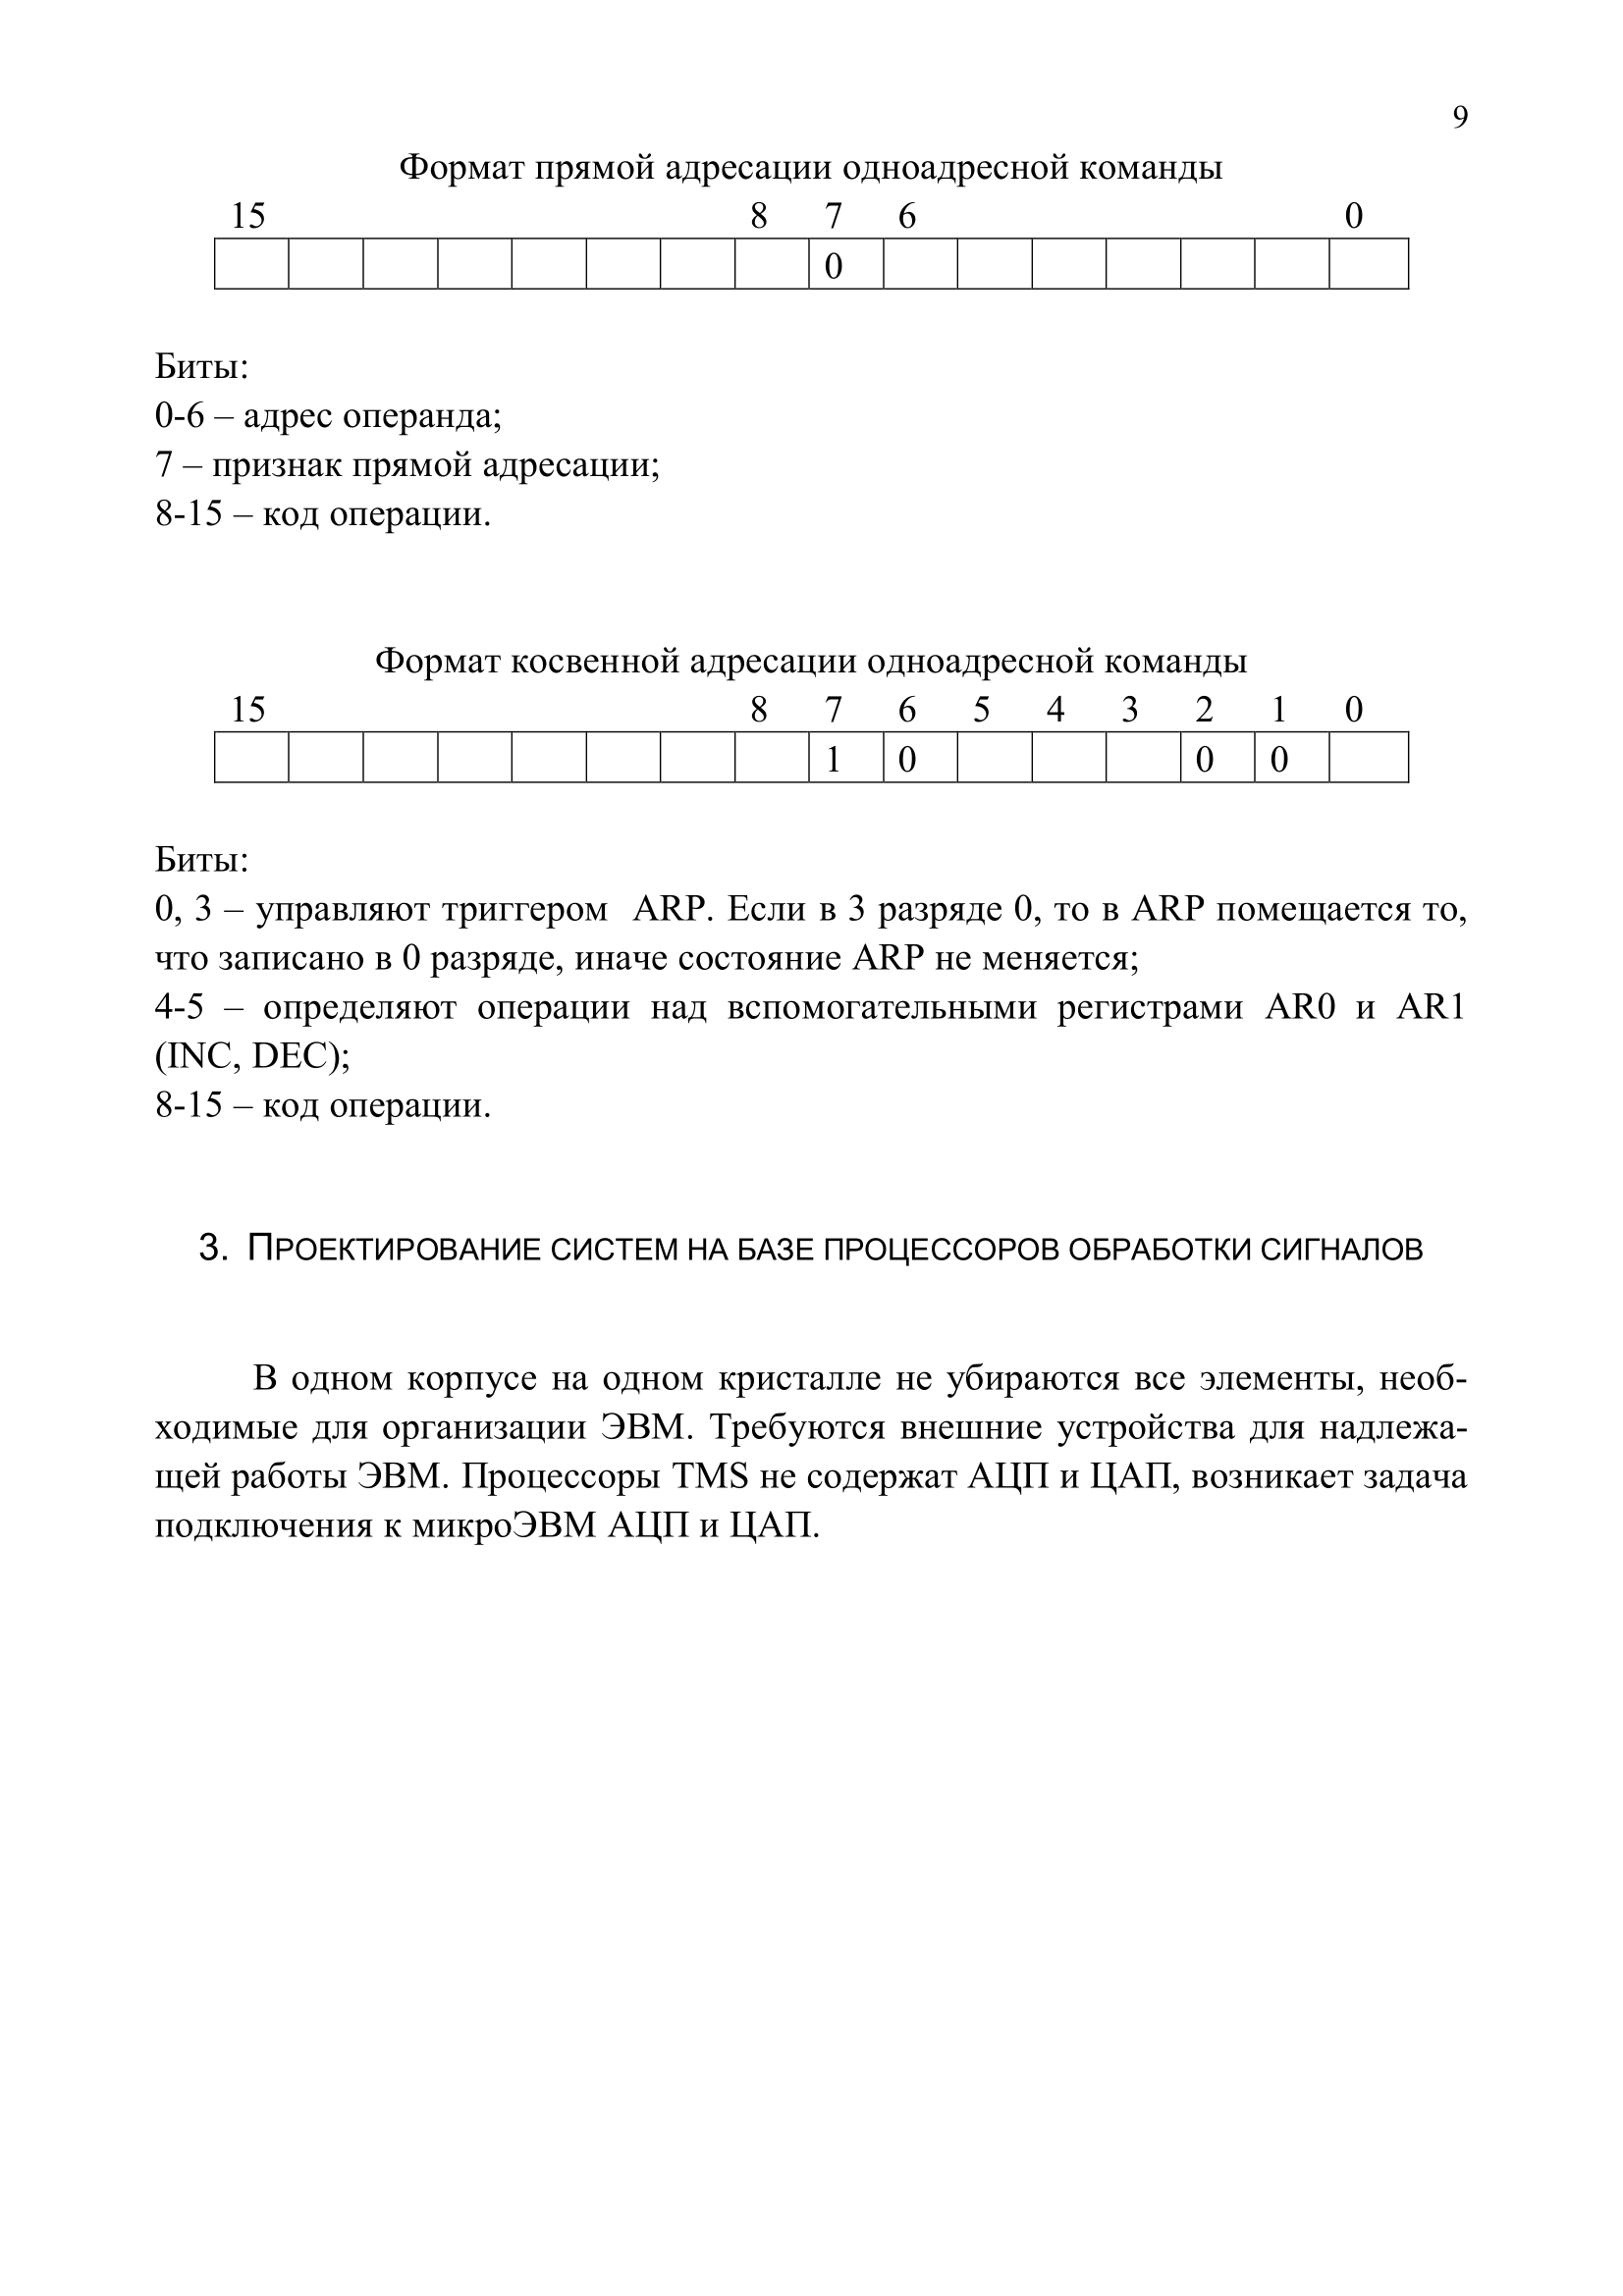 9
Формат прямой адресации одноадресной команды
15 8 7 6 0
0
Биты:
0-6 – адрес операнда;
7 – признак прямой адресации;
8-15 – код операции.
Формат косвенной адресации одноадресной команды
15 8 7 6 5 4 3 2 1 0
1 0 0 0
Биты:
0, 3 – управляют триггером  ARP. Если в 3 разряде 0, то в ARP помещается то,
что записано в 0 разряде, иначе состояние ARP не меняется;
4-5 – определяют операции над вспомогательными регистрами AR0 и AR1
(INC, DEC);
8-15 – код операции.
3. ПРОЕКТИРОВАНИЕ СИСТЕМ НА БАЗЕ ПРОЦЕССОРОВ ОБРАБОТКИ СИГНАЛОВ
В одном корпусе на одном кристалле не убираются все элементы, необ-
ходимые для организации ЭВМ. Требуются внешние устройства для надлежа-
щей работы ЭВМ. Процессоры TMS не содержат АЦП и ЦАП, возникает задача
подключения к микроЭВМ АЦП и ЦАП.